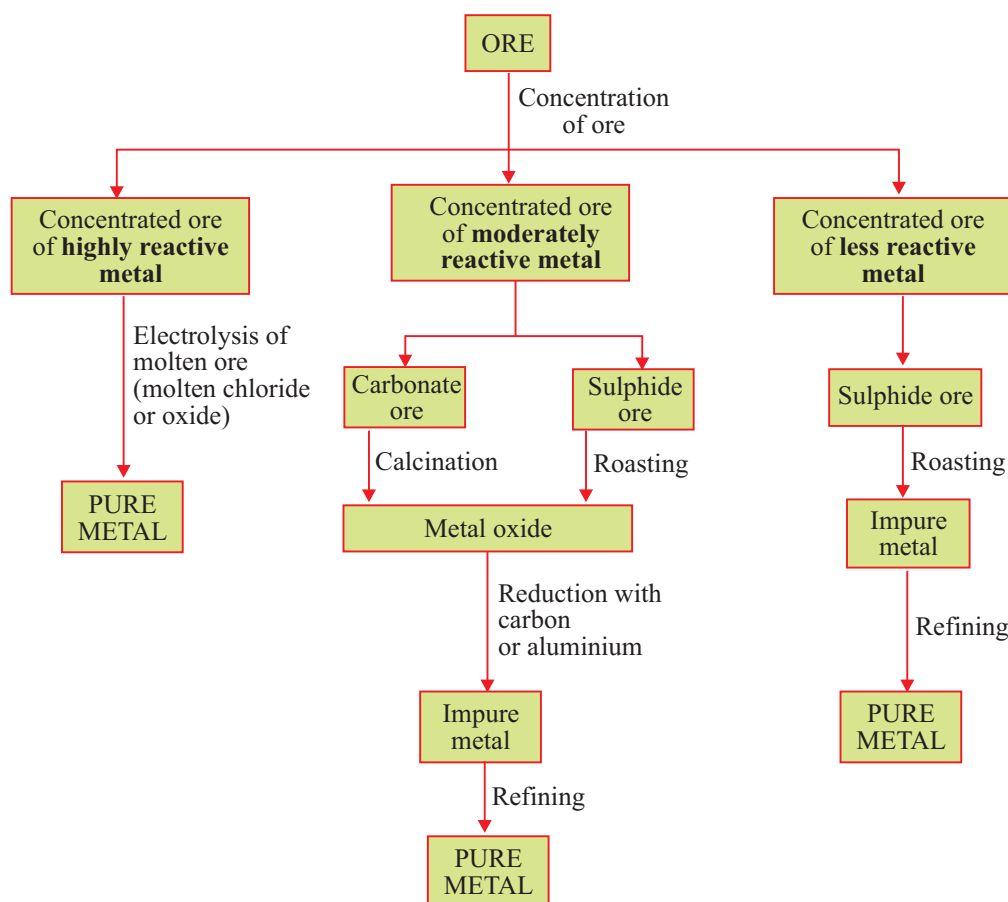 ORE
Concentration
of ore
Concentrated ore
of highly reactive
metal
Concentrated ore
of moderately
reactive metal
Concentrated ore
of less reactive
metal
Electrolysis of
molten ore
(molten chloride
or oxide)
PURE
METAL
Carbonate
ore
Sulphide
ore
Calcination
Roasting
Metal oxide
Reduction with
carbon
or aluminium
Impure
metal
Refining
PURE
METAL
Sulphide ore
Roasting
Impure
metal
Refining
PURE
METAL